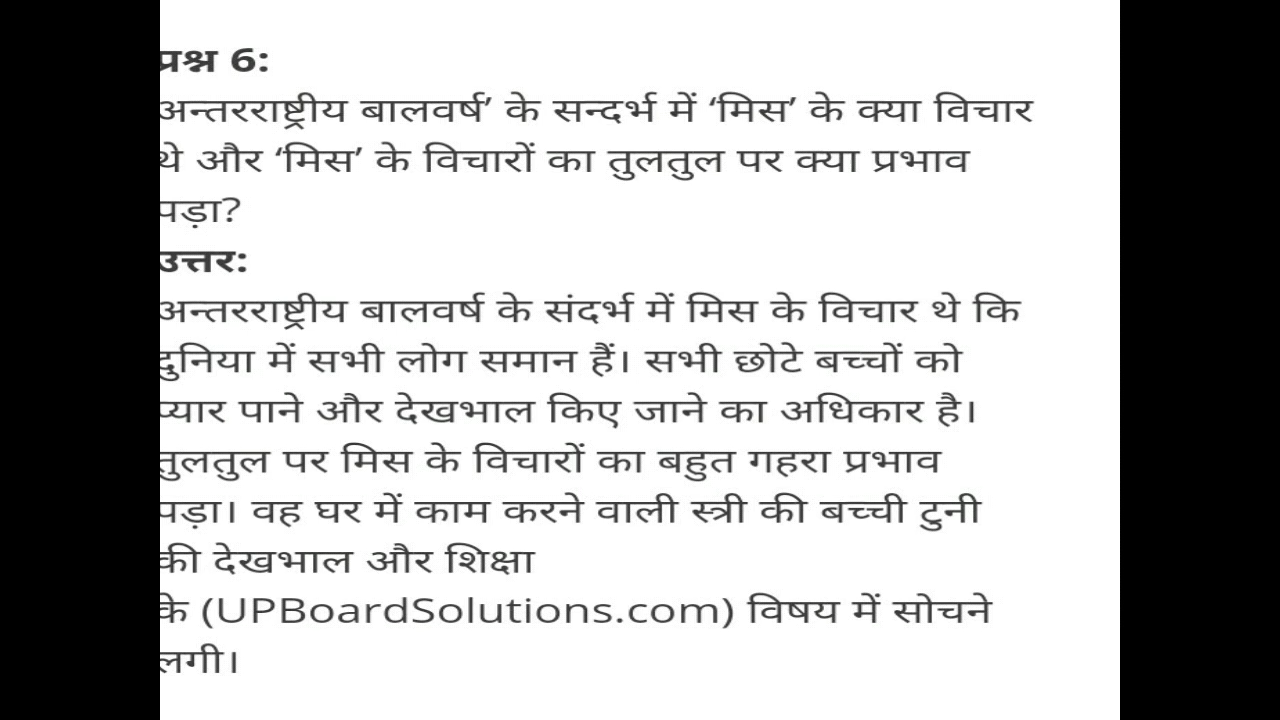 प्रश्न 6:
अन्तरराष्ट्रीय बालवर्ष’ के सन्दर्भ में ‘मिस’ के क्या विचार
थे और ‘मिस’ के विचारों का तुलतुल पर क्या प्रभाव
पड़ा?
उत्तर:
अन्तरराष्ट्रीय बालवर्ष के संदर्भ में मिस के विचार थे कि
दुनिया में सभी लोग समान हैं। सभी छोटे बच्चों को
प्यार पाने और देखभाल किए जाने का अधिकार है।
तुलतुल पर मिस के विचारों का बहुत गहरा प्रभाव
पड़ा। वह घर में काम करने वाली स्त्री की बच्ची टुनी
की देखभाल और शिक्षा
के (UPBoardSolutions.com) विषय में सोचने
लगी।